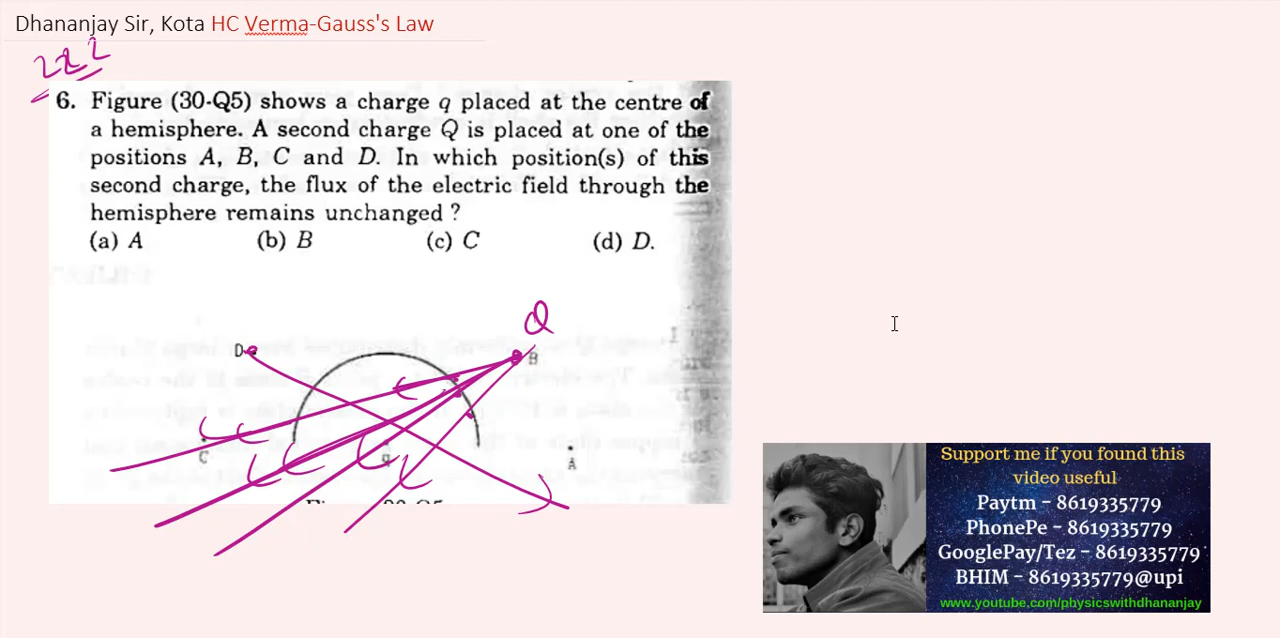 Dhananjay Sir, Kota HC Verma-Gauss's Law
6. Figure (30-Q5) shows a charge q placed at the centre of
a hemisphere. A second charge Q is placed at one of the
positions A, B, C and D. In which position(s) of this
second charge, the flux of the electric field through the
hemisphere remains unchanged ?
(a) A (b) B (c) C (d) D.
Q
D
B
C
q
A
Support me if you found this
video useful
Paytm - 8619335779
PhonePe - 8619335779
GooglePay/Tez - 8619335779
BHIM - 8619335779@upi
www.youtube.com/physicswithdhananjay